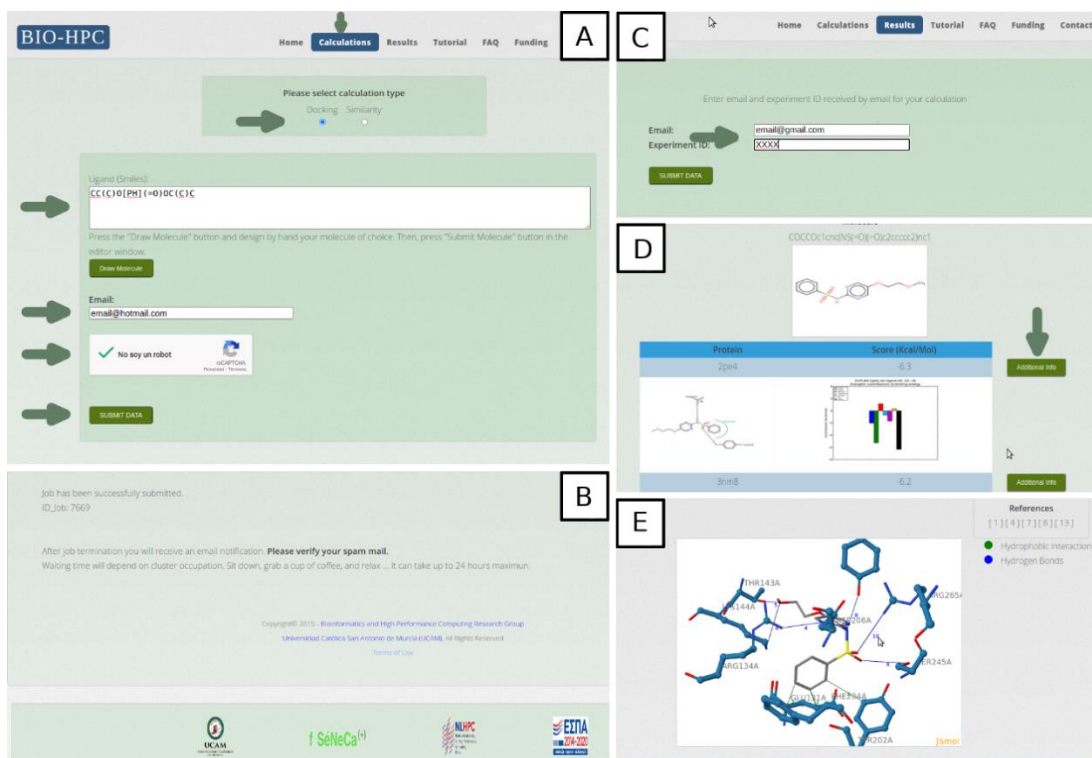 A
BIO-HPC
Home Calculations Results Tutorial FAQ Funding
Please select calculation type
Docking Similarity
Ligand (Smiles):
CC(C)O[PH](=O)OC(C)C
Press the "Draw Molecule" button and design by hand your molecule of choice. Then, press "Submit Molecule" button in the
editor window.
Draw Molecule
Email:
email@hotmail.com
No soy un robot
reCAPTCHA
Privacidad - Términos
SUBMIT DATA
B
Job has been successfully submitted.
ID_Job: 7669
After job termination you will receive an email notification. Please verify your spam mail.
Waiting time will depend on cluster occupation. Sit down, grab a cup of coffee, and relax ... It can take up to 24 hours maximun.
Copyright© 2015 - Bioinformatics and High Performance Computing Research Group
Universidad Católica San Antonio de Murcia (UCAM). All Rights Reserved
Terms of Use
UCAM
f SéNeCa(+)
NLHPC
ΕΣΠΑ
2014-2020
C
Home Calculations Results Tutorial FAQ Funding Contact
Enter email and experiment ID received by email for your calculation
Email:
email@gmail.com
Experiment ID:
XXXX
SUBMIT DATA
D
COCCOc1cnc(NS(=O)(=O)c2ccccc2)nc1
Protein Score (Kcal/Mol)
2pe4 -6.3 Additional Info
3nm8 -6.2 Additional Info
E
References
[1][4][7][8][13]
Hydrophobic Interaction
Hydrogen Bonds
THR143A
ARG265A
ARG134A
JSmol